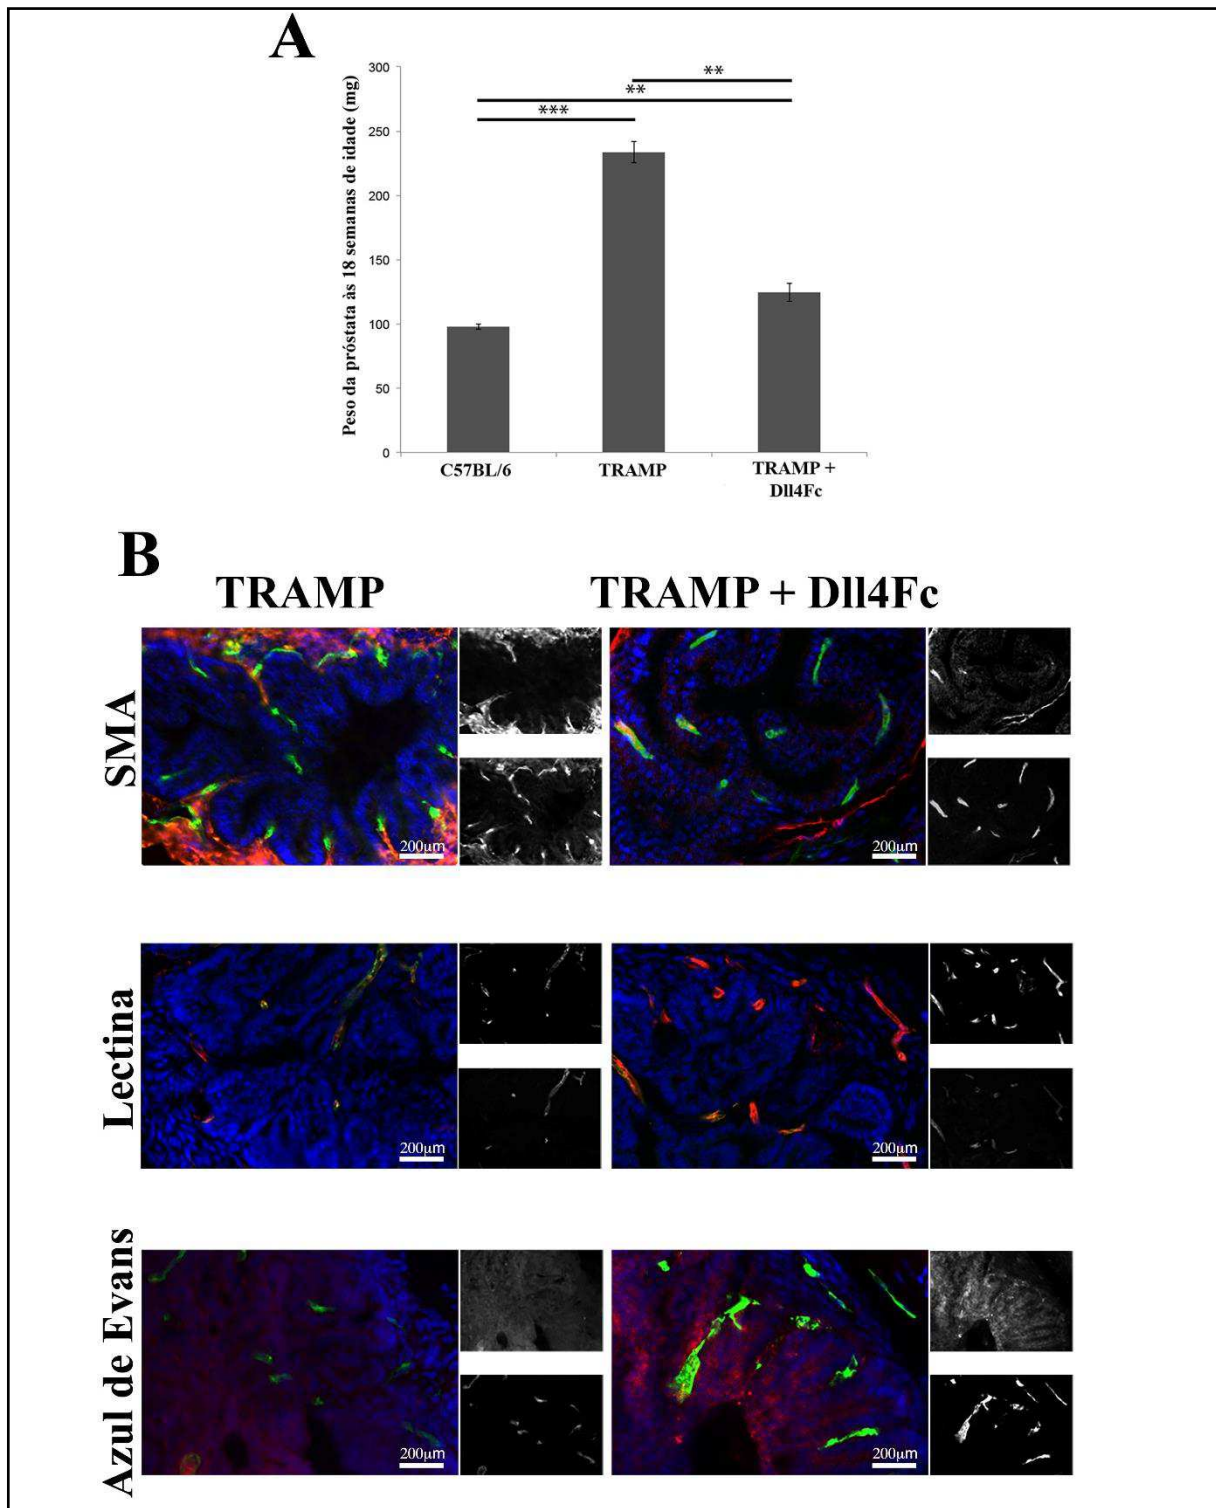 A
Peso da próstata às 18 semanas de idade (mg)
300
250
200
150
100
50
0
**
**
***
C57BL/6
TRAMP
TRAMP +
Dll4Fc
B
TRAMP
TRAMP + Dll4Fc
SMA
200µm
200µm
Lectina
200µm
200µm
Azul de Evans
200µm
200µm